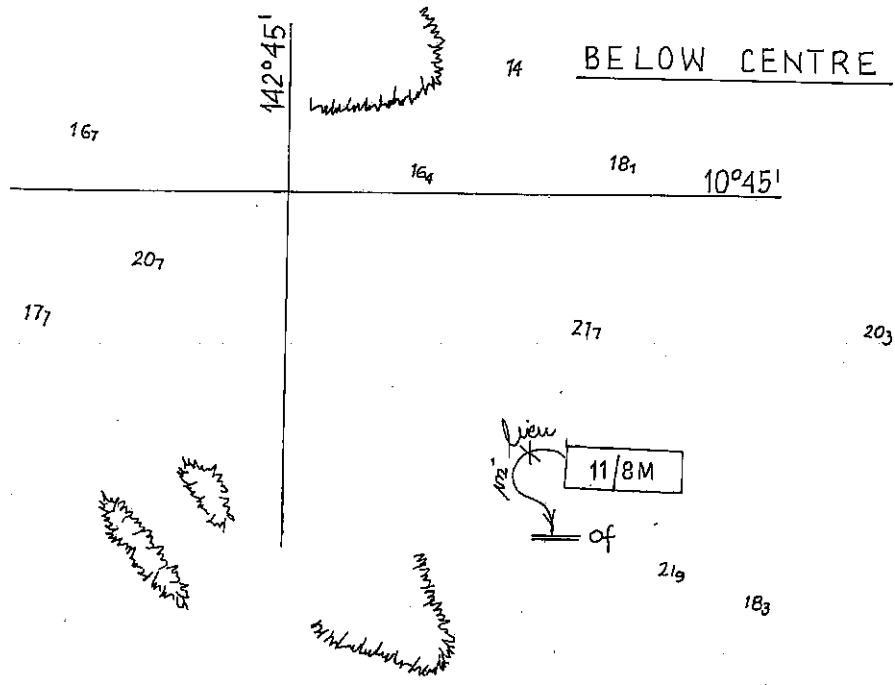 142°45'
14 BELOW CENTRE
16₇
16₄ 18₁ 10°45'
20₇
17₇ 21₇ 20₃
in lieu 11/8M
of
21₉
18₃